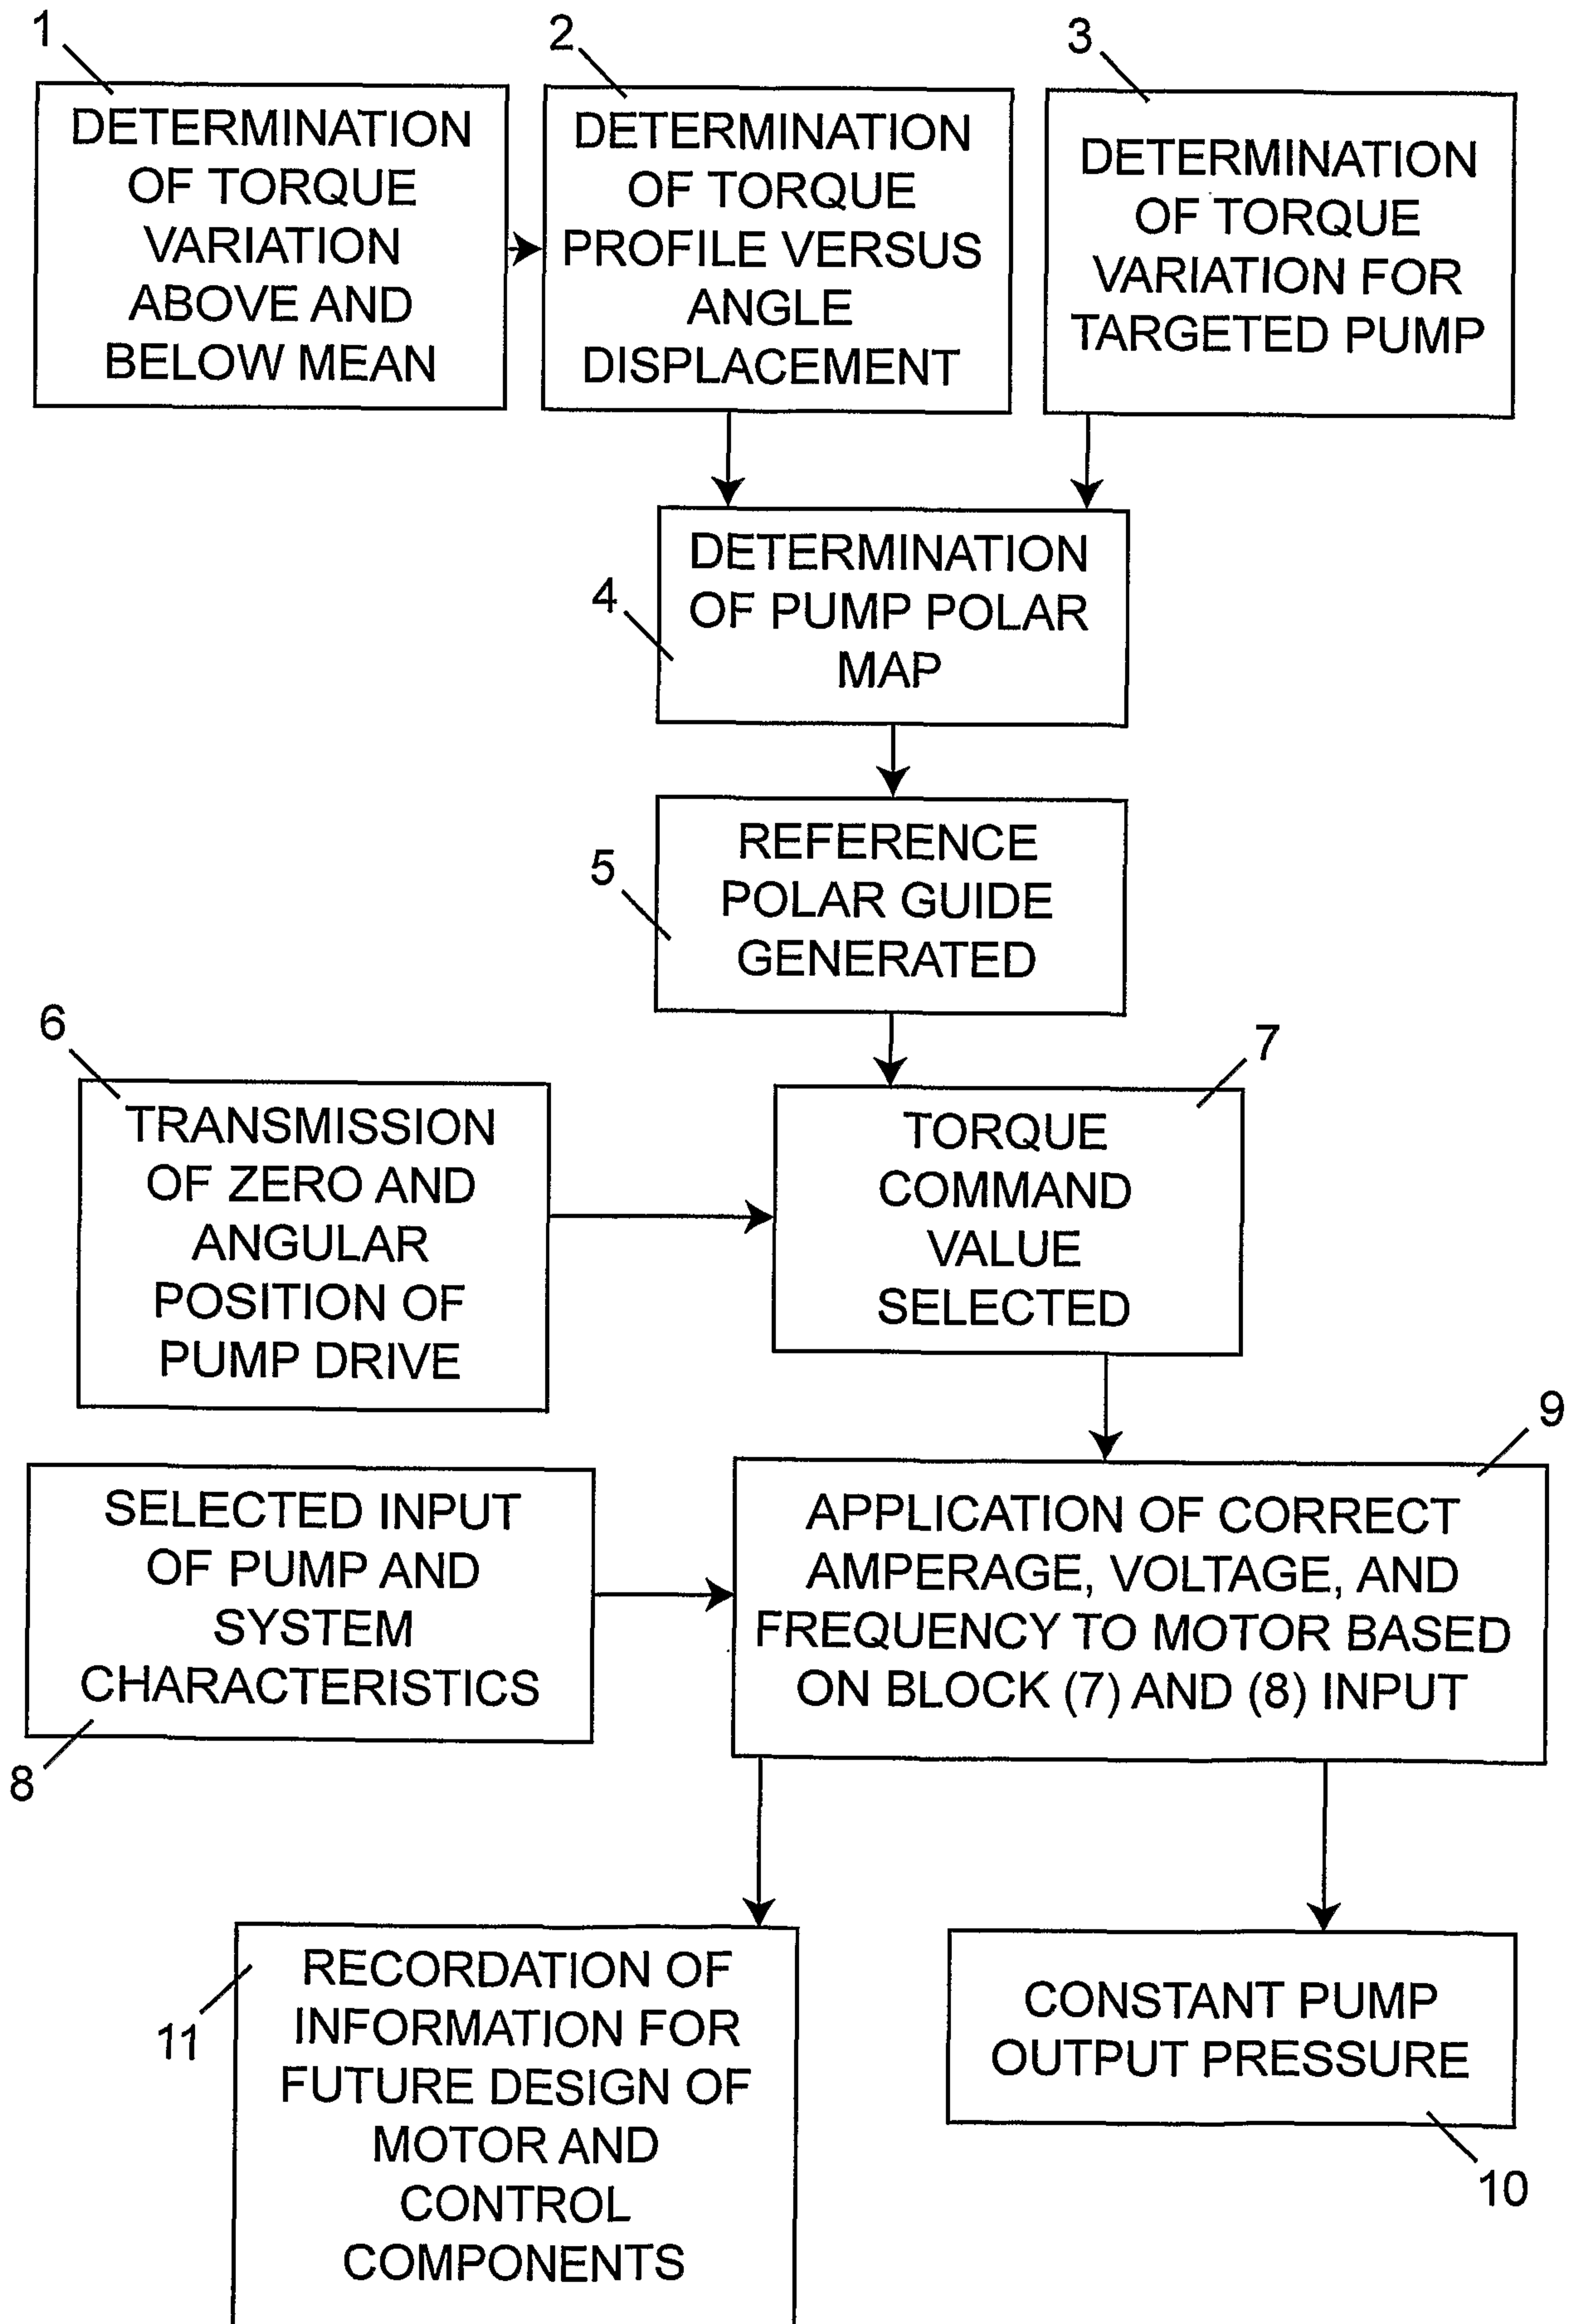 1
DETERMINATION
OF TORQUE
VARIATION
ABOVE AND
BELOW MEAN
2
DETERMINATION
OF TORQUE
PROFILE VERSUS
ANGLE
DISPLACEMENT
3
DETERMINATION
OF TORQUE
VARIATION FOR
TARGETED PUMP
4
DETERMINATION
OF PUMP POLAR
MAP
5
REFERENCE
POLAR GUIDE
GENERATED
6
TRANSMISSION
OF ZERO AND
ANGULAR
POSITION OF
PUMP DRIVE
7
TORQUE
COMMAND
VALUE
SELECTED
SELECTED INPUT
OF PUMP AND
SYSTEM
CHARACTERISTICS
8
9
APPLICATION OF CORRECT
AMPERAGE, VOLTAGE, AND
FREQUENCY TO MOTOR BASED
ON BLOCK (7) AND (8) INPUT
11
RECORDATION OF
INFORMATION FOR
FUTURE DESIGN OF
MOTOR AND
CONTROL
COMPONENTS
CONSTANT PUMP
OUTPUT PRESSURE
10